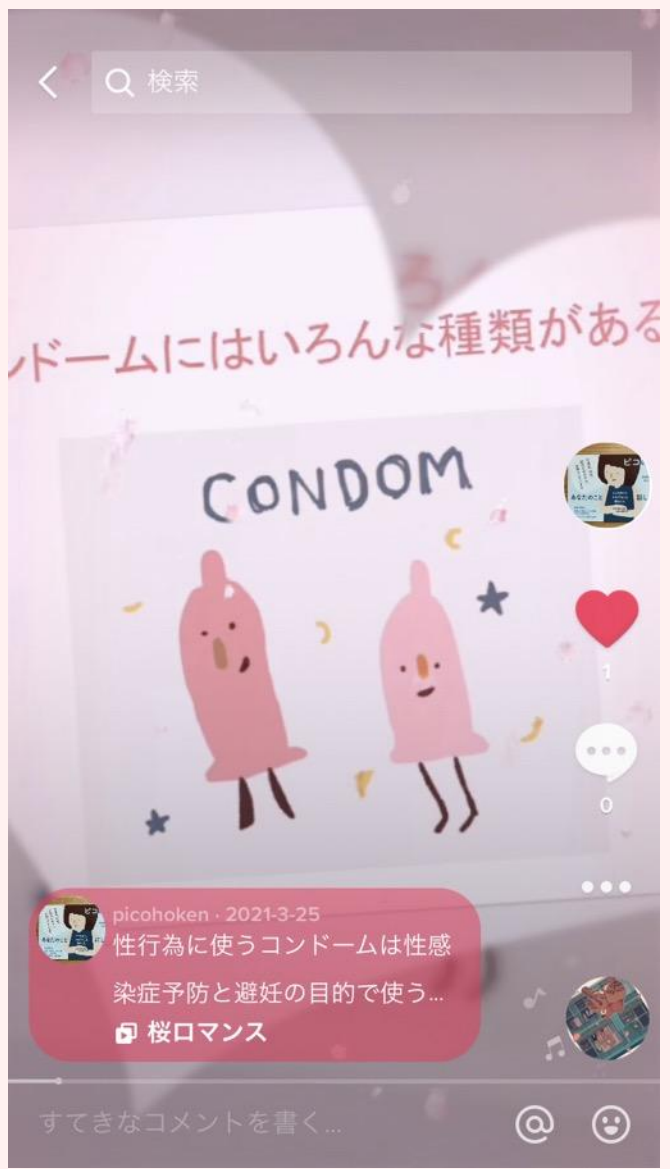 検索
ンドームにはいろんな種類がある
CONDOM
1
picohoken · 2021-3-25
性行為に使うコンドームは性感
染症予防と避妊の目的で使う...
桜ロマンス
0
すてきなコメントを書く...